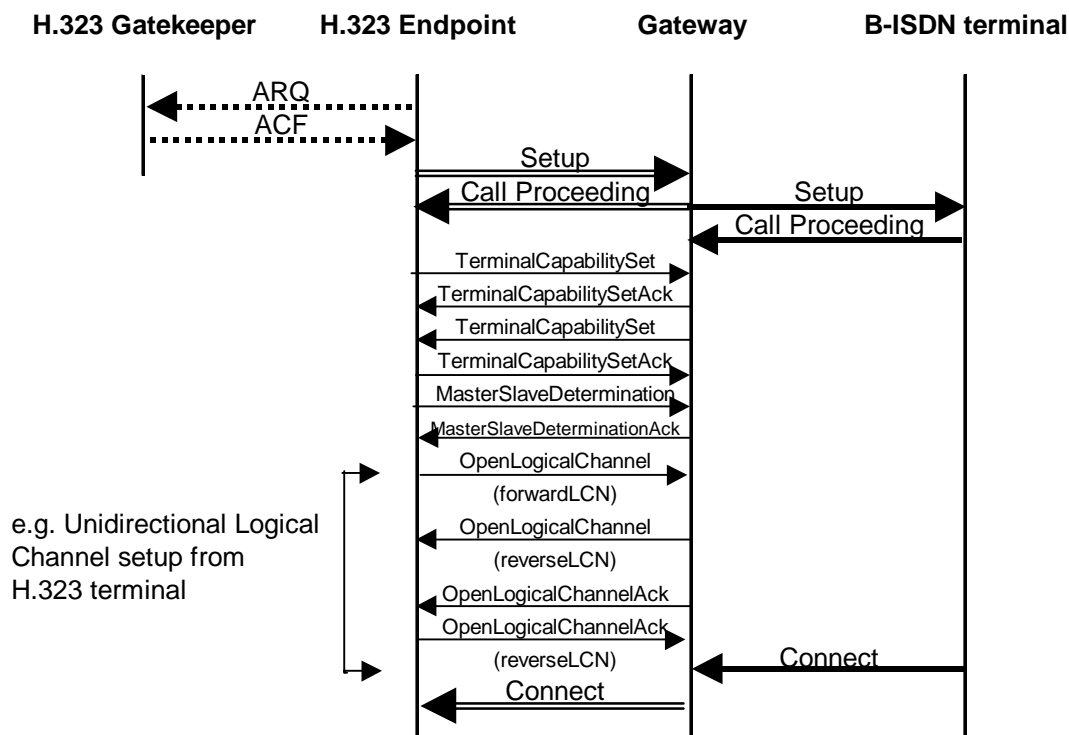 H.323 Gatekeeper H.323 Endpoint Gateway B-ISDN terminal
ARQ
ACF
Setup
Call Proceeding Setup
Call Proceeding
TerminalCapabilitySet
TerminalCapabilitySetAck
TerminalCapabilitySet
TerminalCapabilitySetAck
MasterSlaveDetermination
MasterSlaveDeterminationAck
OpenLogicalChannel
(forwardLCN)
e.g. Unidirectional Logical
Channel setup from
H.323 terminal
OpenLogicalChannel
(reverseLCN)
OpenLogicalChannelAck
OpenLogicalChannelAck
(reverseLCN)
Connect
Connect